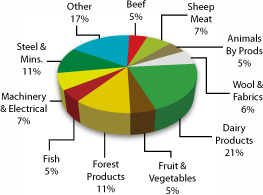 Other
17%
Beef
5%
Sheep
Meat
7%
Animals
By Prods
5%
Wool &
Fabrics
6%
Dairy
Products
21%
Fruit &
Vegetables
5%
Forest
Products
11%
Fish
5%
Machinery
& Electrical
7%
Steel &
Mins.
11%